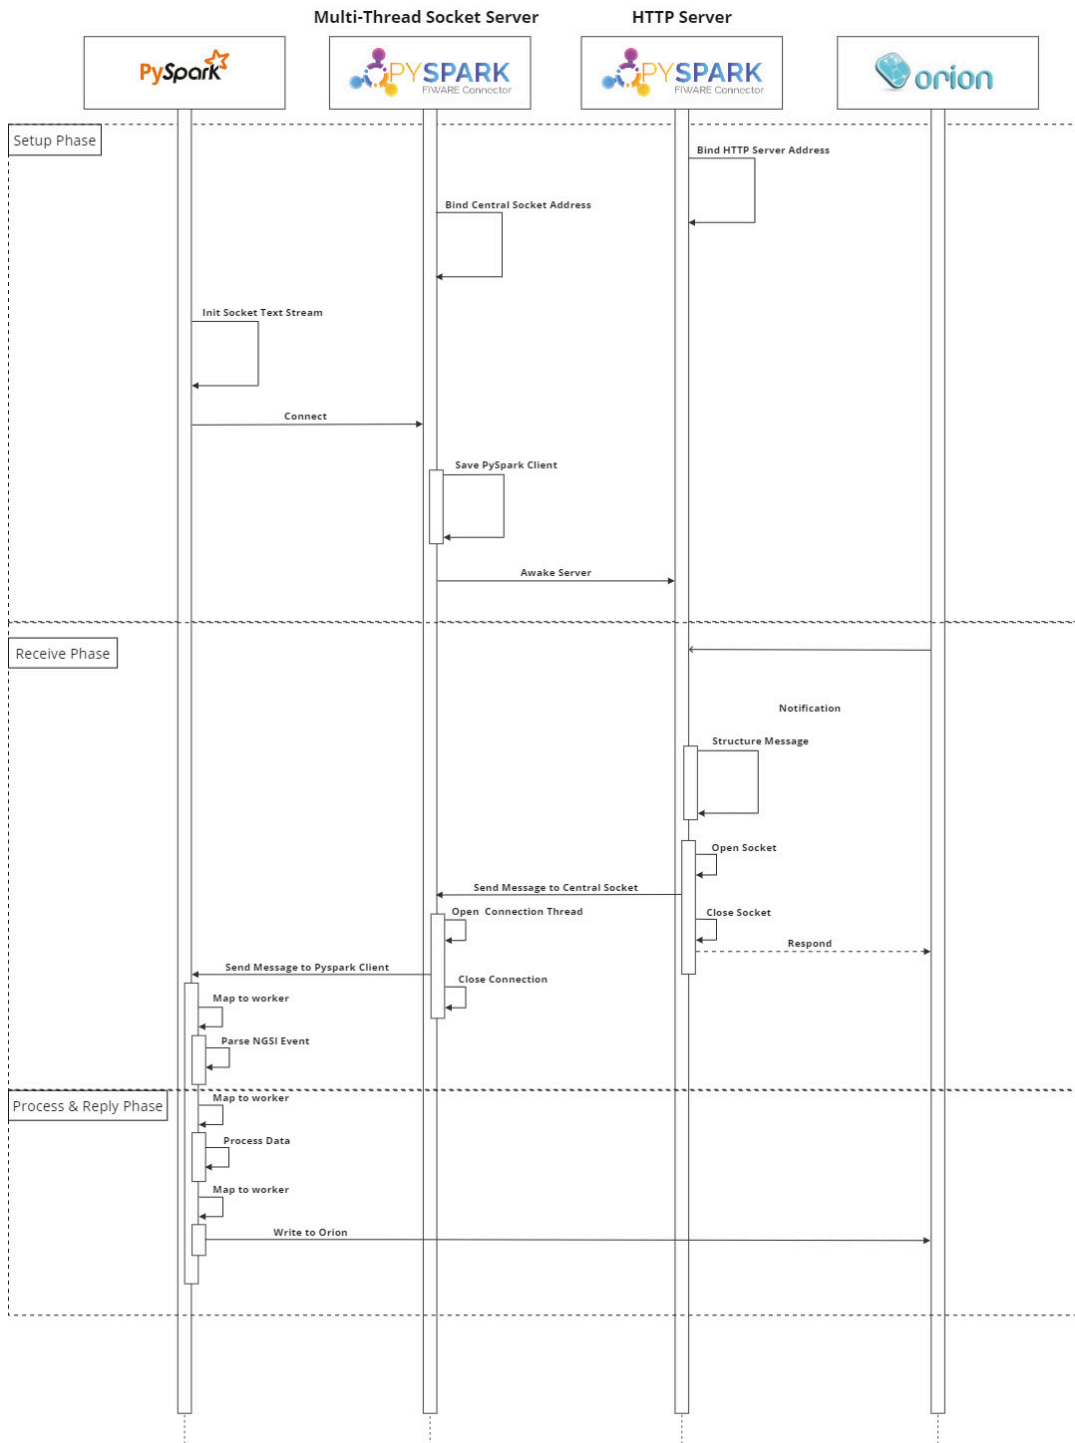 Multi-Thread Socket Server
HTTP Server
PySpark
PYSPARK
FIWARE Connector
PYSPARK
FIWARE Connector
orion
Setup Phase
Bind HTTP Server Address
Bind Central Socket Address
Init Socket Text Stream
Connect
Save PySpark Client
Awake Server
Receive Phase
Notification
Structure Message
Open Socket
Send Message to Central Socket
Open Connection Thread
Close Socket
Respond
Send Message to Pyspark Client
Close Connection
Map to worker
Parse NGSI Event
Process & Reply Phase
Map to worker
Process Data
Map to worker
Write to Orion